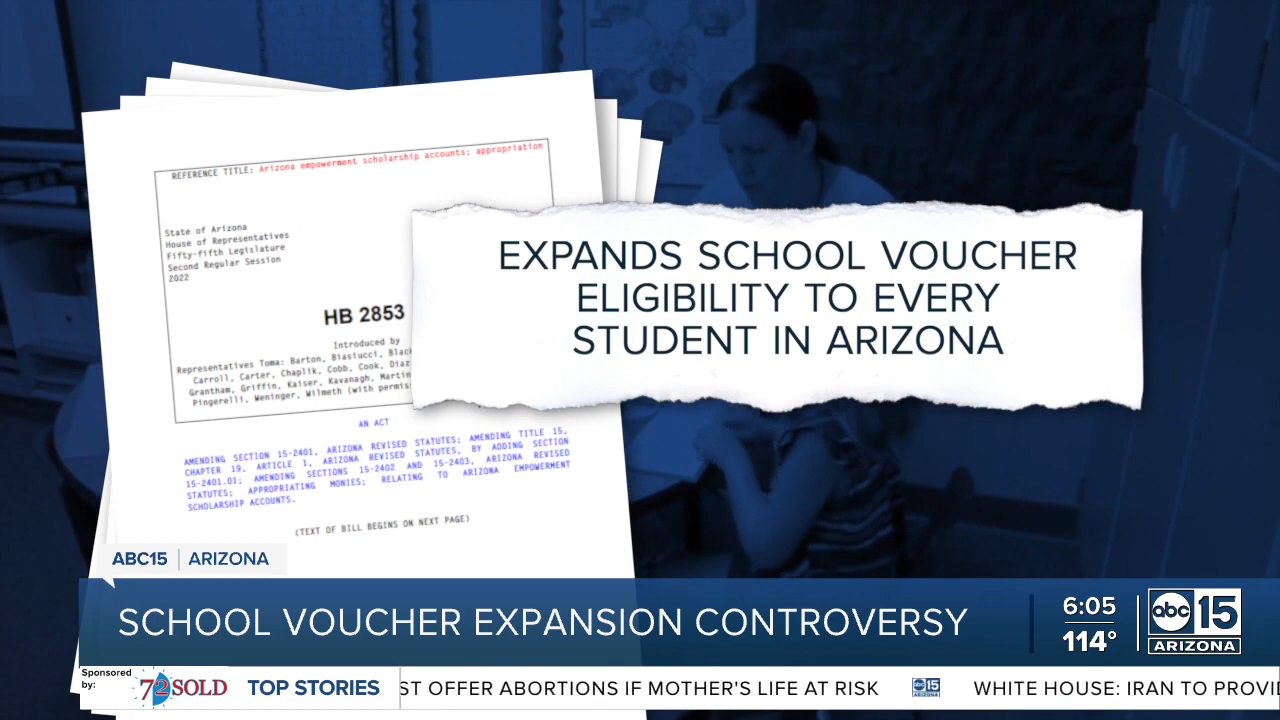 REFERENCE TITLE: Arizona empowerment scholarship accounts; appropriation
State of Arizona
House of Representatives
Fifty-fifth Legislature
Second Regular Session
2022
HB 2853
Introduced by
Representatives Toma: Barton, Biasiucci,
Carroll, Carter, Chaplik, Cobb, Cook,
Grantham, Griffin, Kaiser, Kavanagh,
Pingerelli, Weninger, Wilmeth (with
AN ACT
AMENDING SECTION 15-2401, ARIZONA REVISED STATUTES; AMENDING TITLE 15,
CHAPTER 19, ARTICLE 1, ARIZONA REVISED STATUTES, BY ADDING SECTION
15-2401.01; AMENDING SECTIONS 15-2402 AND 15-2403, ARIZONA REVISED
STATUTES; APPROPRIATING MONIES; RELATING TO ARIZONA EMPOWERMENT
SCHOLARSHIP ACCOUNTS.
(TEXT OF BILL BEGINS ON NEXT PAGE)
EXPANDS SCHOOL VOUCHER
ELIGIBILITY TO EVERY
STUDENT IN ARIZONA
ABC15 | ARIZONA
SCHOOL VOUCHER EXPANSION CONTROVERSY
6:05
114°
abc 15
ARIZONA
Sponsored
by:
72SOLD
TOP STORIES
ST OFFER ABORTIONS IF MOTHER'S LIFE AT RISK
abc 15
ARIZONA
WHITE HOUSE: IRAN TO PROVI